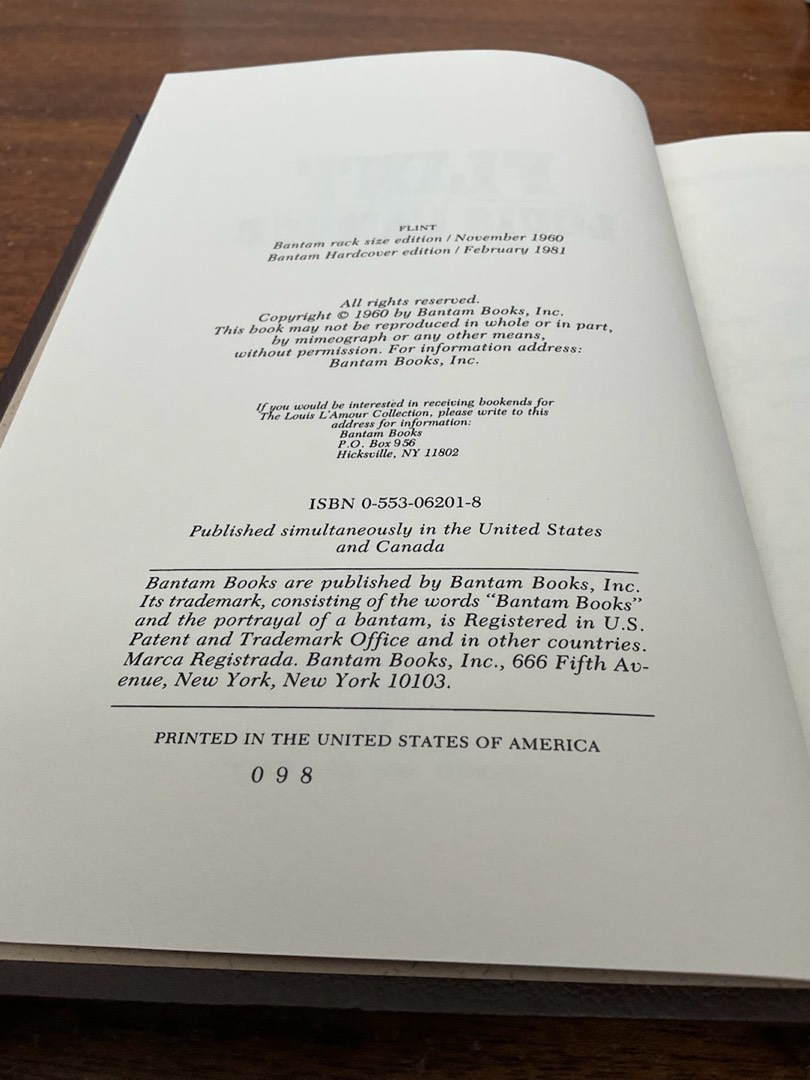 FLINT
Bantam rack size edition / November 1960
Bantam Hardcover edition / February 1981
All rights reserved.
Copyright © 1960 by Bantam Books, Inc.
This book may not be reproduced in whole or in part,
by mimeograph or any other means,
without permission. For information address:
Bantam Books, Inc.
If you would be interested in receiving bookends for
The Louis L'Amour Collection, please write to this
address for information:
Bantam Books
P.O. Box 956
Hicksville, NY 11802
ISBN 0-553-06201-8
Published simultaneously in the United States
and Canada
Bantam Books are published by Bantam Books, Inc.
Its trademark, consisting of the words “Bantam Books”
and the portrayal of a bantam, is Registered in U.S.
Patent and Trademark Office and in other countries.
Marca Registrada. Bantam Books, Inc., 666 Fifth Av-
enue, New York, New York 10103.
PRINTED IN THE UNITED STATES OF AMERICA
0 9 8